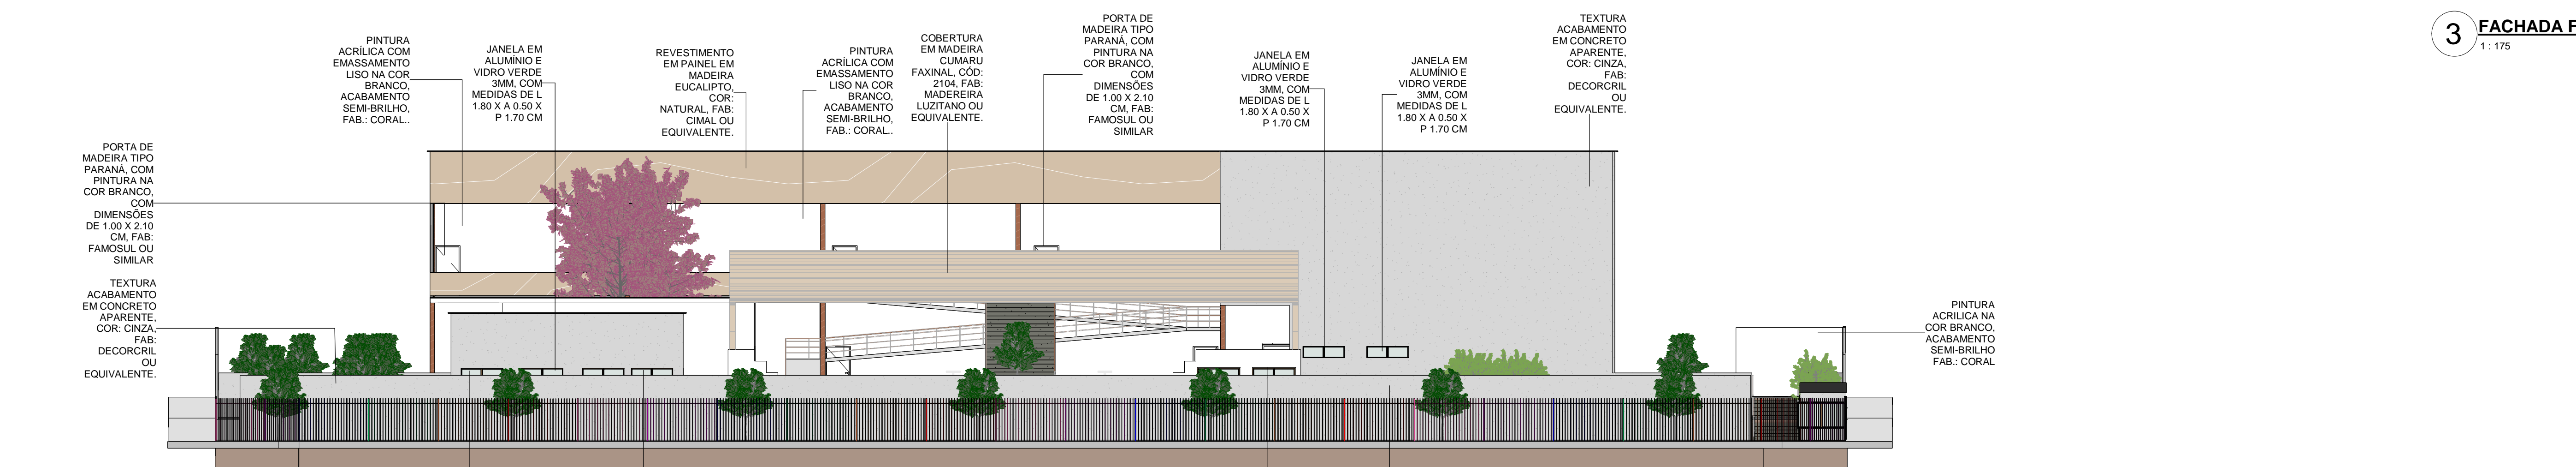 PINTURA
ACRÍLICA COM
EMASSAMENTO
LISO NA COR
BRANCO,
ACABAMENTO
SEMI-BRILHO,
FAB.: CORAL..
JANELA EM
ALUMÍNIO E
VIDRO VERDE
3MM, COM
MEDIDAS DE L
1.80 X A 0.50 X
P 1.70 CM
REVESTIMENTO
EM PAINEL EM
MADEIRA
EUCALIPTO,
COR:
NATURAL, FAB:
CIMAL OU
EQUIVALENTE.
PINTURA
ACRÍLICA COM
EMASSAMENTO
LISO NA COR
BRANCO,
ACABAMENTO
SEMI-BRILHO,
FAB.: CORAL..
COBERTURA
EM MADEIRA
CUMARU
FAXINAL, CÓD:
2104, FAB:
MADEREIRA
LUZITANO OU
EQUIVALENTE.
PORTA DE
MADEIRA TIPO
PARANÁ, COM
PINTURA NA
COR BRANCO,
COM
DIMENSÕES
DE 1.00 X 2.10
CM, FAB:
FAMOSUL OU
SIMILAR
JANELA EM
ALUMÍNIO E
VIDRO VERDE
3MM, COM
MEDIDAS DE L
1.80 X A 0.50 X
P 1.70 CM
JANELA EM
ALUMÍNIO E
VIDRO VERDE
3MM, COM
MEDIDAS DE L
1.80 X A 0.50 X
P 1.70 CM
TEXTURA
ACABAMENTO
EM CONCRETO
APARENTE,
COR: CINZA,
FAB:
DECORCRIL
OU
EQUIVALENTE.
3 FACHADA F
1 : 175
PORTA DE
MADEIRA TIPO
PARANÁ, COM
PINTURA NA
COR BRANCO,
COM
DIMENSÕES
DE 1.00 X 2.10
CM, FAB:
FAMOSUL OU
SIMILAR
TEXTURA
ACABAMENTO
EM CONCRETO
APARENTE,
COR: CINZA,
FAB:
DECORCRIL
OU
EQUIVALENTE.
PINTURA
ACRILICA NA
COR BRANCO,
ACABAMENTO
SEMI-BRILHO
FAB.: CORAL